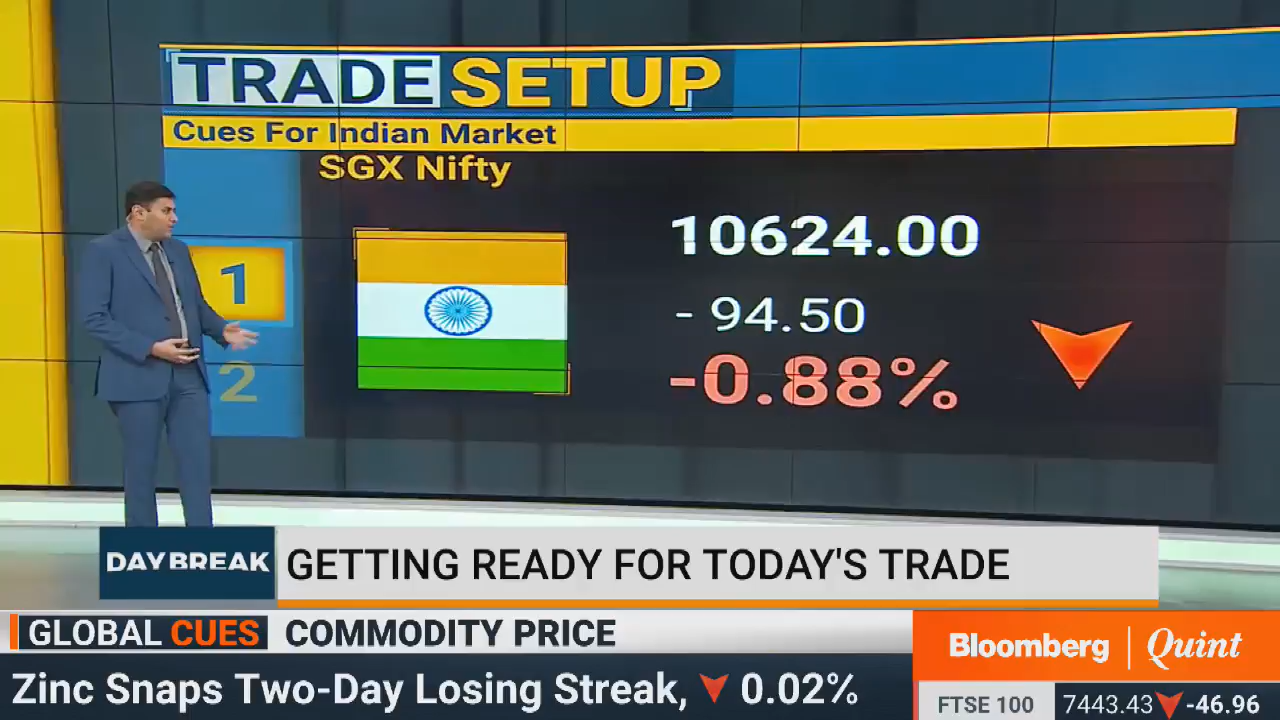 TRADE SETUP
Cues For Indian Market
SGX Nifty
1
2
10624.00
- 94.50
-0.88%
DAYBREAK
GETTING READY FOR TODAY'S TRADE
GLOBAL CUES COMMODITY PRICE
Zinc Snaps Two-Day Losing Streak, 0.02%
Bloomberg | Quint
FTSE 100 7443.43 -46.96